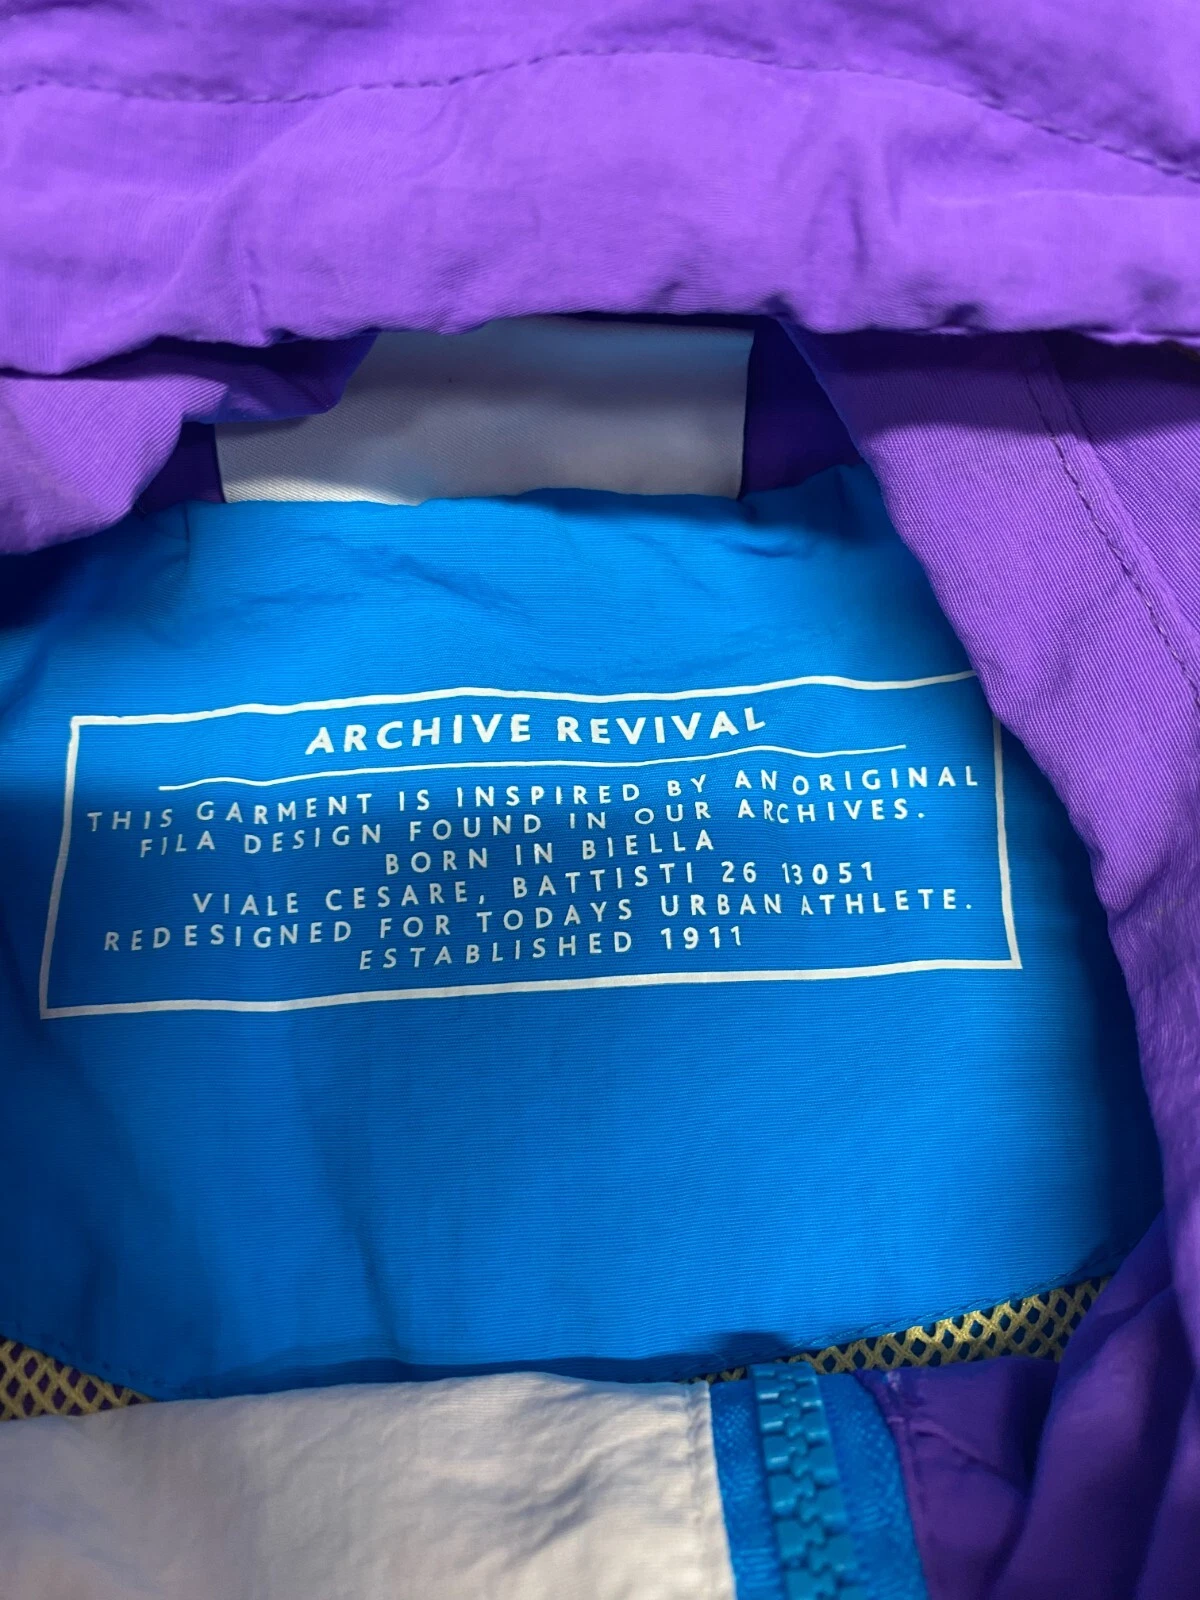 ARCHIVE REVIVAL
THIS GARMENT IS INSPIRED BY AN ORIGINAL
FILA DESIGN FOUND IN OUR ARCHIVES.
BORN IN BIELLA
VIALE CESARE, BATTISTI 26 13051
REDESIGNED FOR TODAYS URBAN ATHLETE.
ESTABLISHED 1911